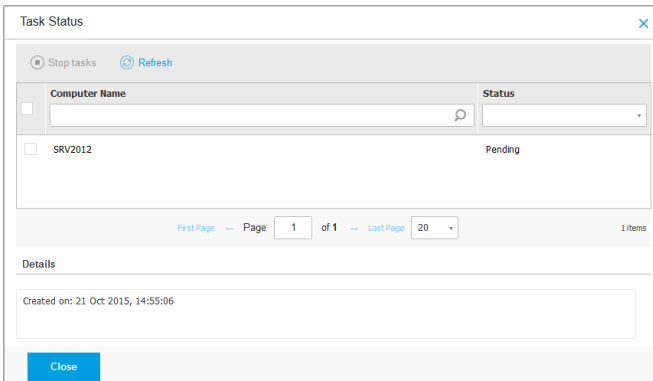 Task Status
Stop tasks Refresh
Computer Name Status
SRV2012 Pending
First Page ← Page 1 of 1 → Last Page 20 1 items
Details
Created on: 21 Oct 2015, 14:55:06
Close